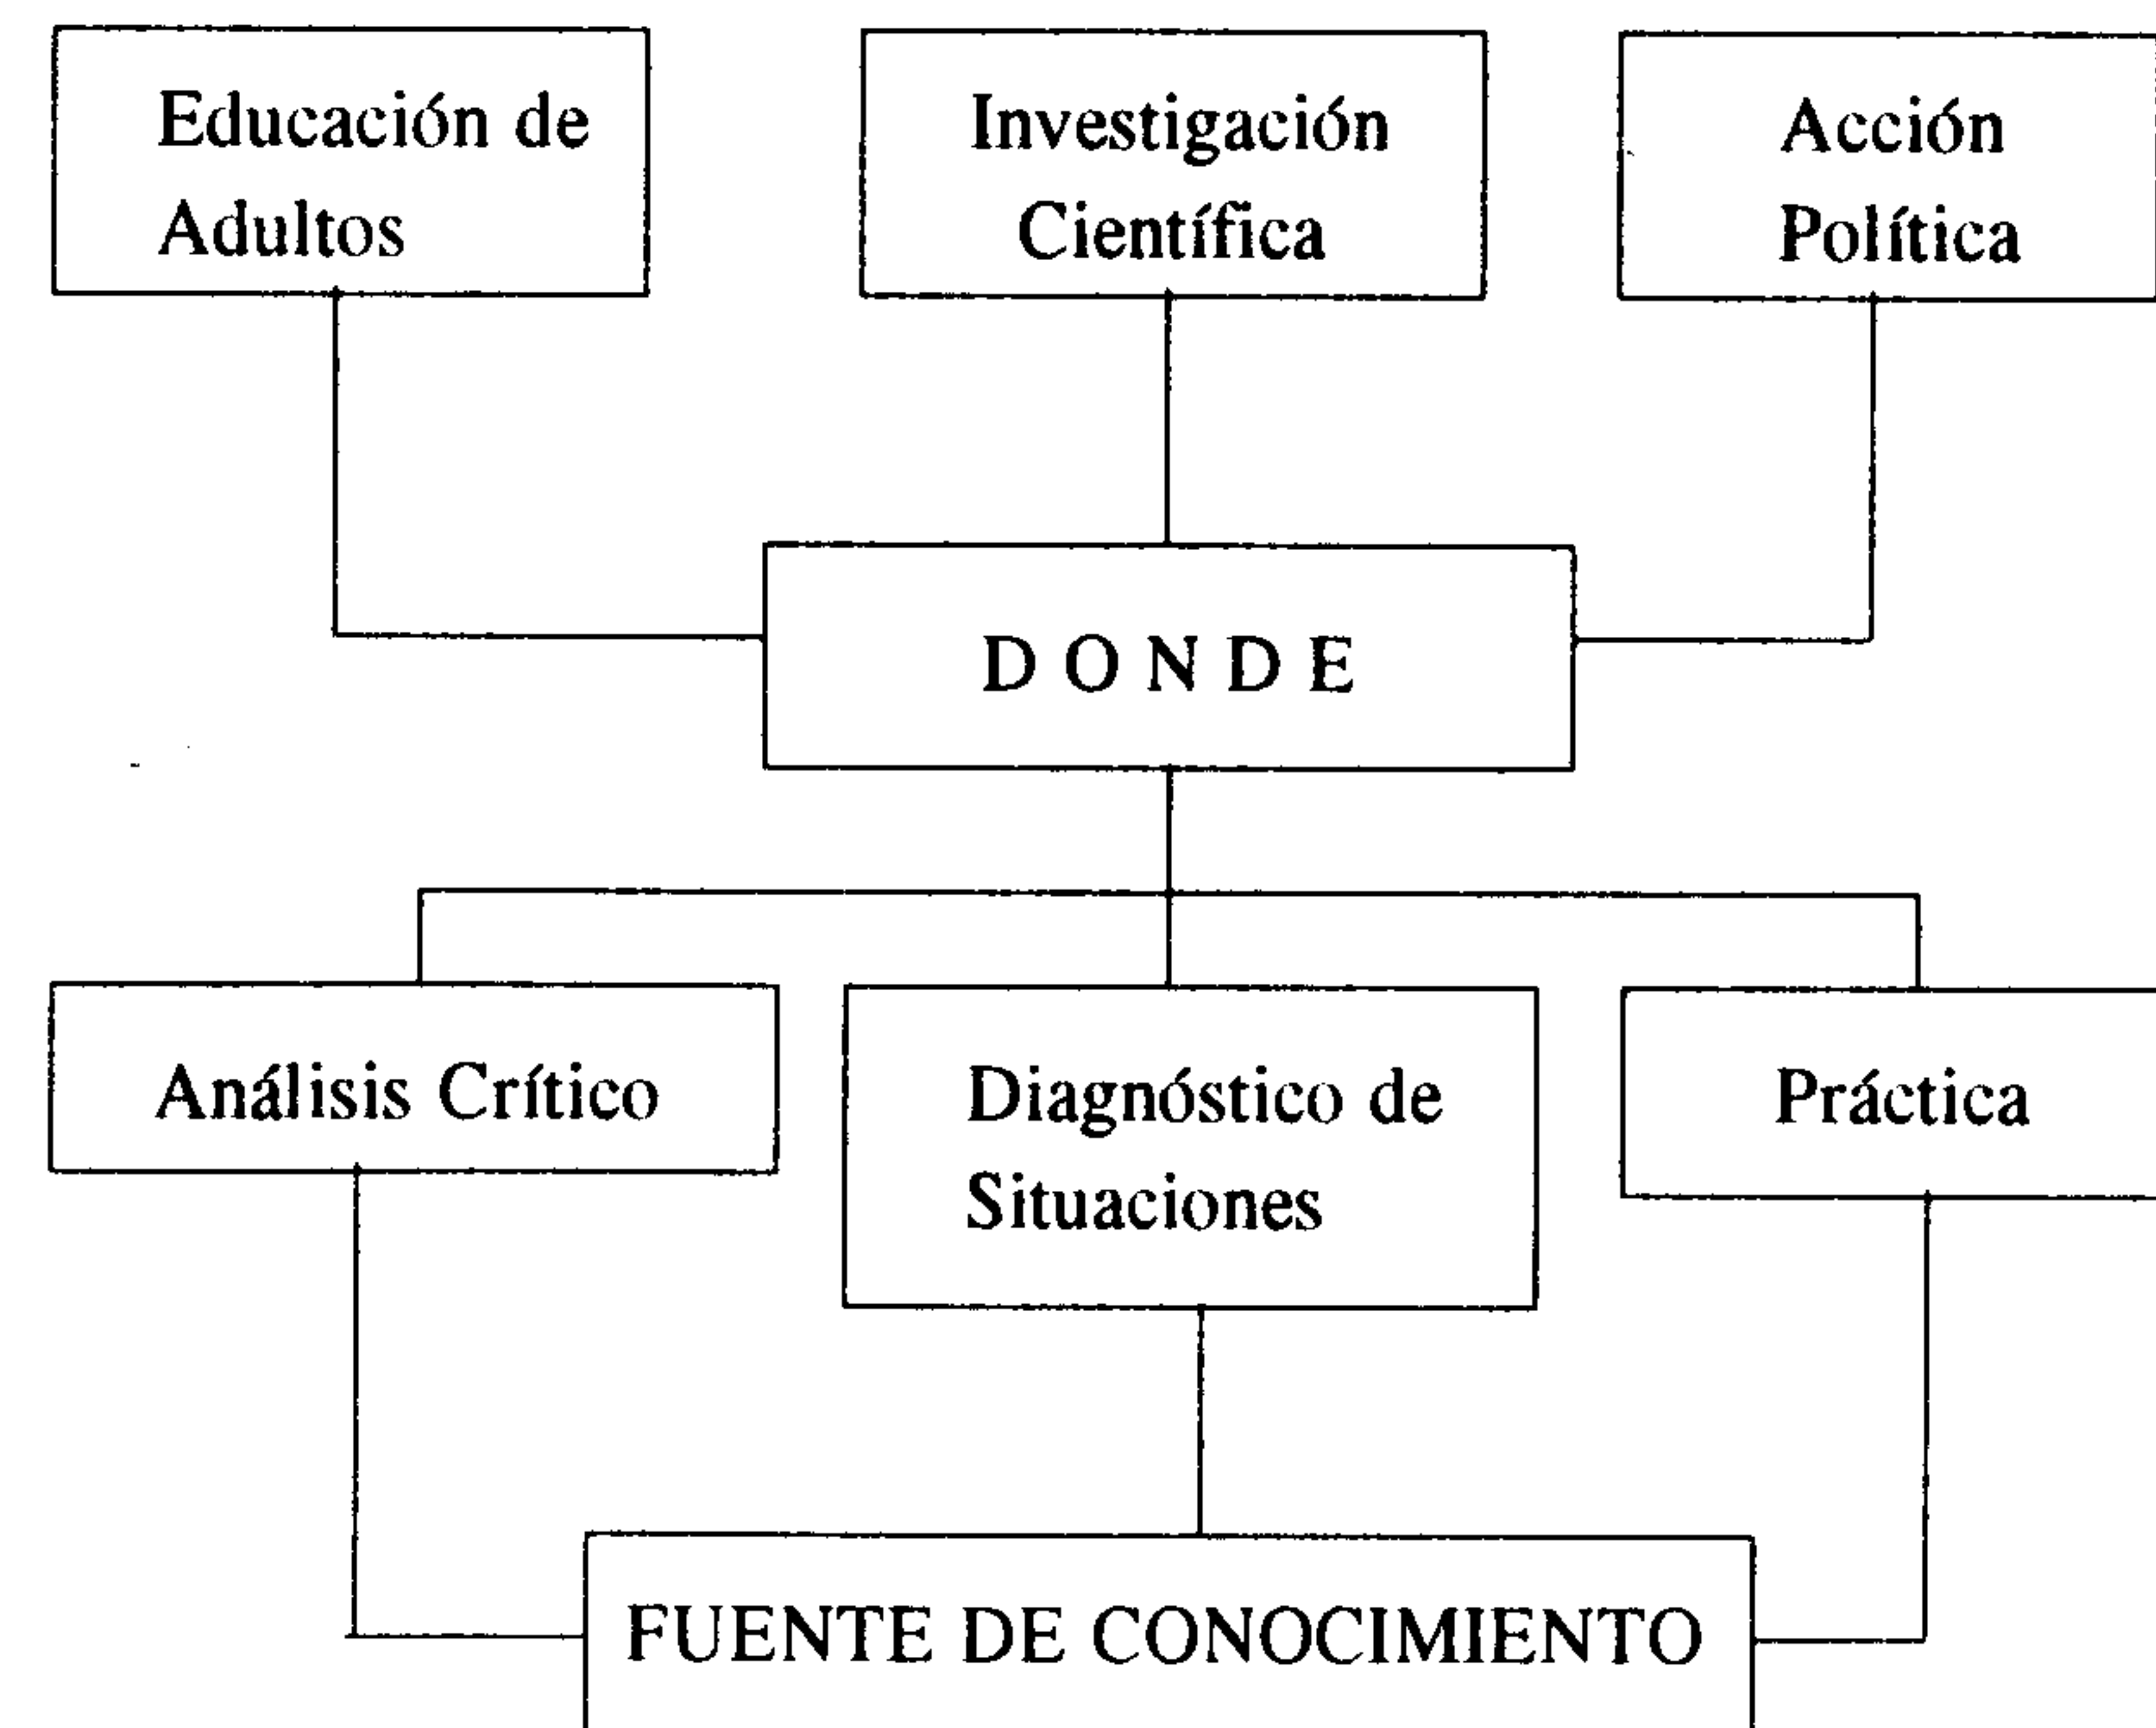 Educación de
Adultos
Investigación
Científica
Acción
Política
D O N D E
Análisis Crítico
Diagnóstico de
Situaciones
Práctica
FUENTE DE CONOCIMIENTO